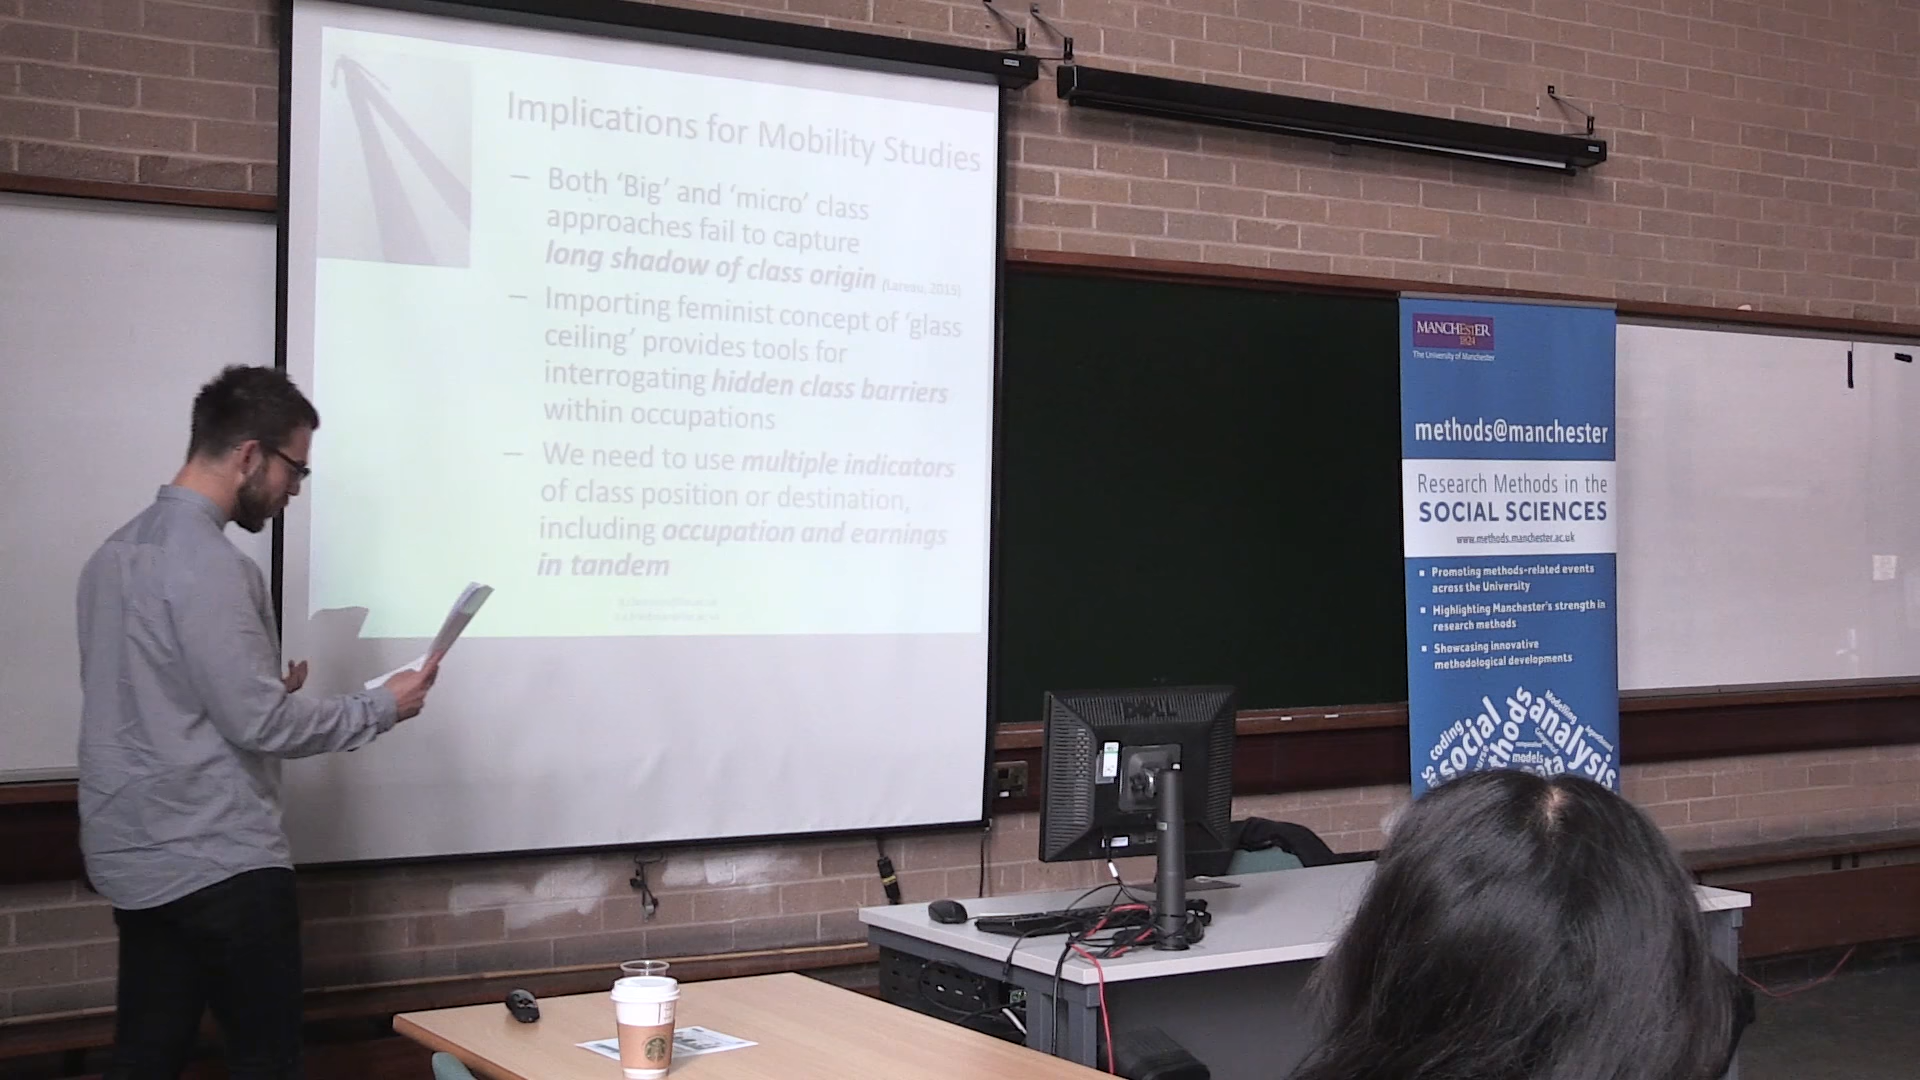 Implications for Mobility Studies
– Both ‘Big’ and ‘micro’ class
approaches fail to capture
long shadow of class origin (Lareau, 2015)
– Importing feminist concept of ‘glass
ceiling’ provides tools for
interrogating hidden class barriers
within occupations
– We need to use multiple indicators
of class position or destination,
including occupation and earnings
in tandem
MANCHESTER
1824
The University of Manchester
methods@manchester
Research Methods in the
SOCIAL SCIENCES
www.methods.manchester.ac.uk
▪ Promoting methods-related events
across the University
▪ Highlighting Manchester's strength in
research methods
▪ Showcasing innovative
methodological developments
coding
social
analysis
Modelling
models
DELL